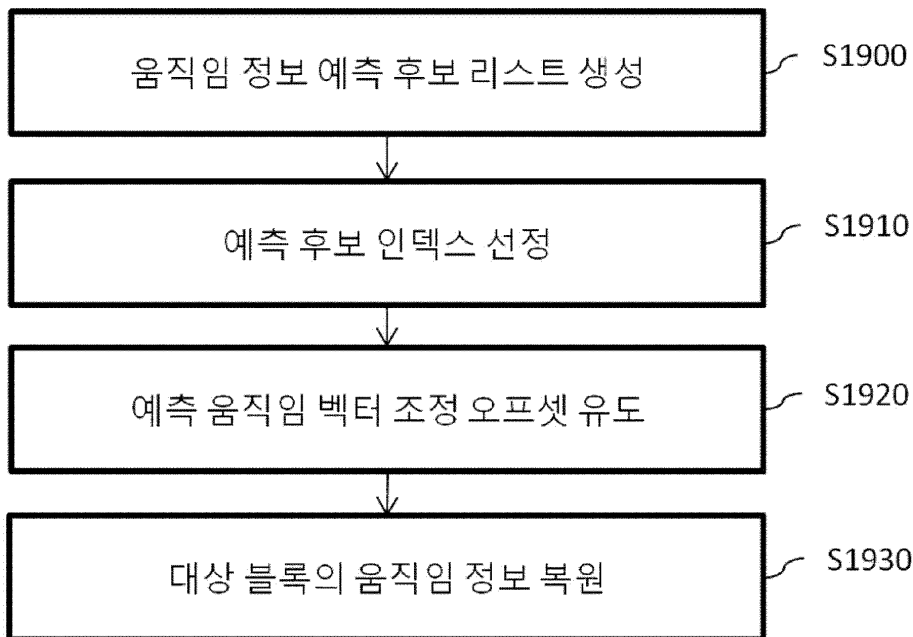 움직임 정보 예측 후보 리스트 생성
S1900
예측 후보 인덱스 선정
S1910
예측 움직임 벡터 조정 오프셋 유도
S1920
대상 블록의 움직임 정보 복원
S1930